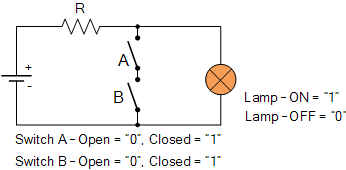 R
+
-
A
B
Lamp - ON = "1"
Lamp - OFF = "0"
Switch A - Open = "0", Closed = "1"
Switch B - Open = "0", Closed = "1"